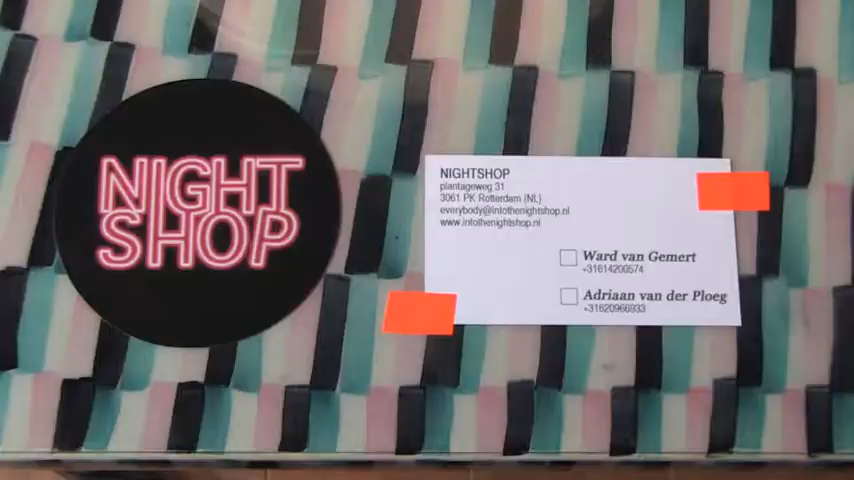 NIGHT
SHOP
NIGHTSHOP
plantageweg 31
3061 PK Rotterdam (NL)
everybody@intothenightshop.nl
www.intothenightshop.nl
Ward van Gemert
+31614200574
Adriaan van der Ploeg
+31620966933